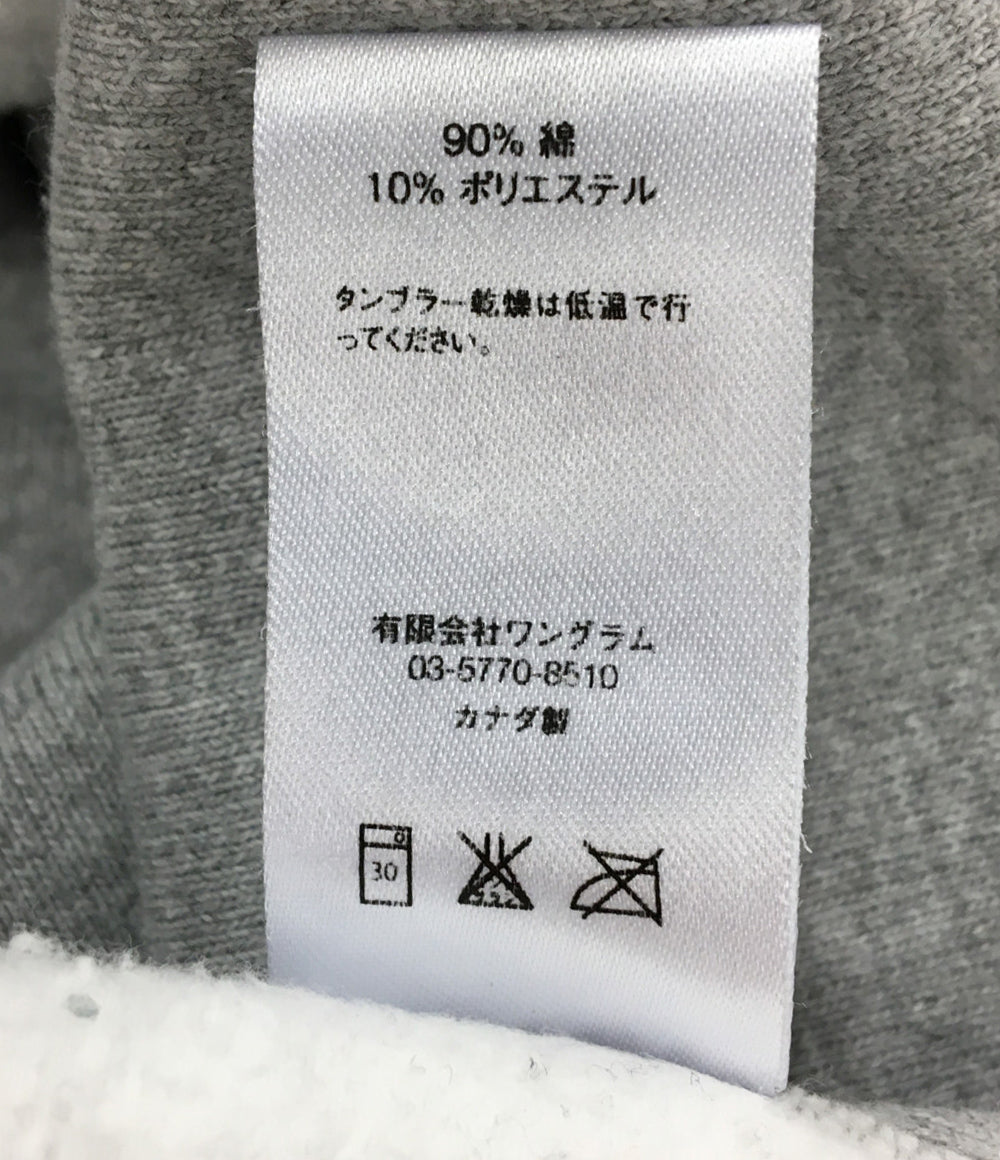 90% 綿
10% ポリエステル
タンブラー乾燥は低温で行
ってください。
有限会社ワングラム
03-5770-8510
カナダ製
30